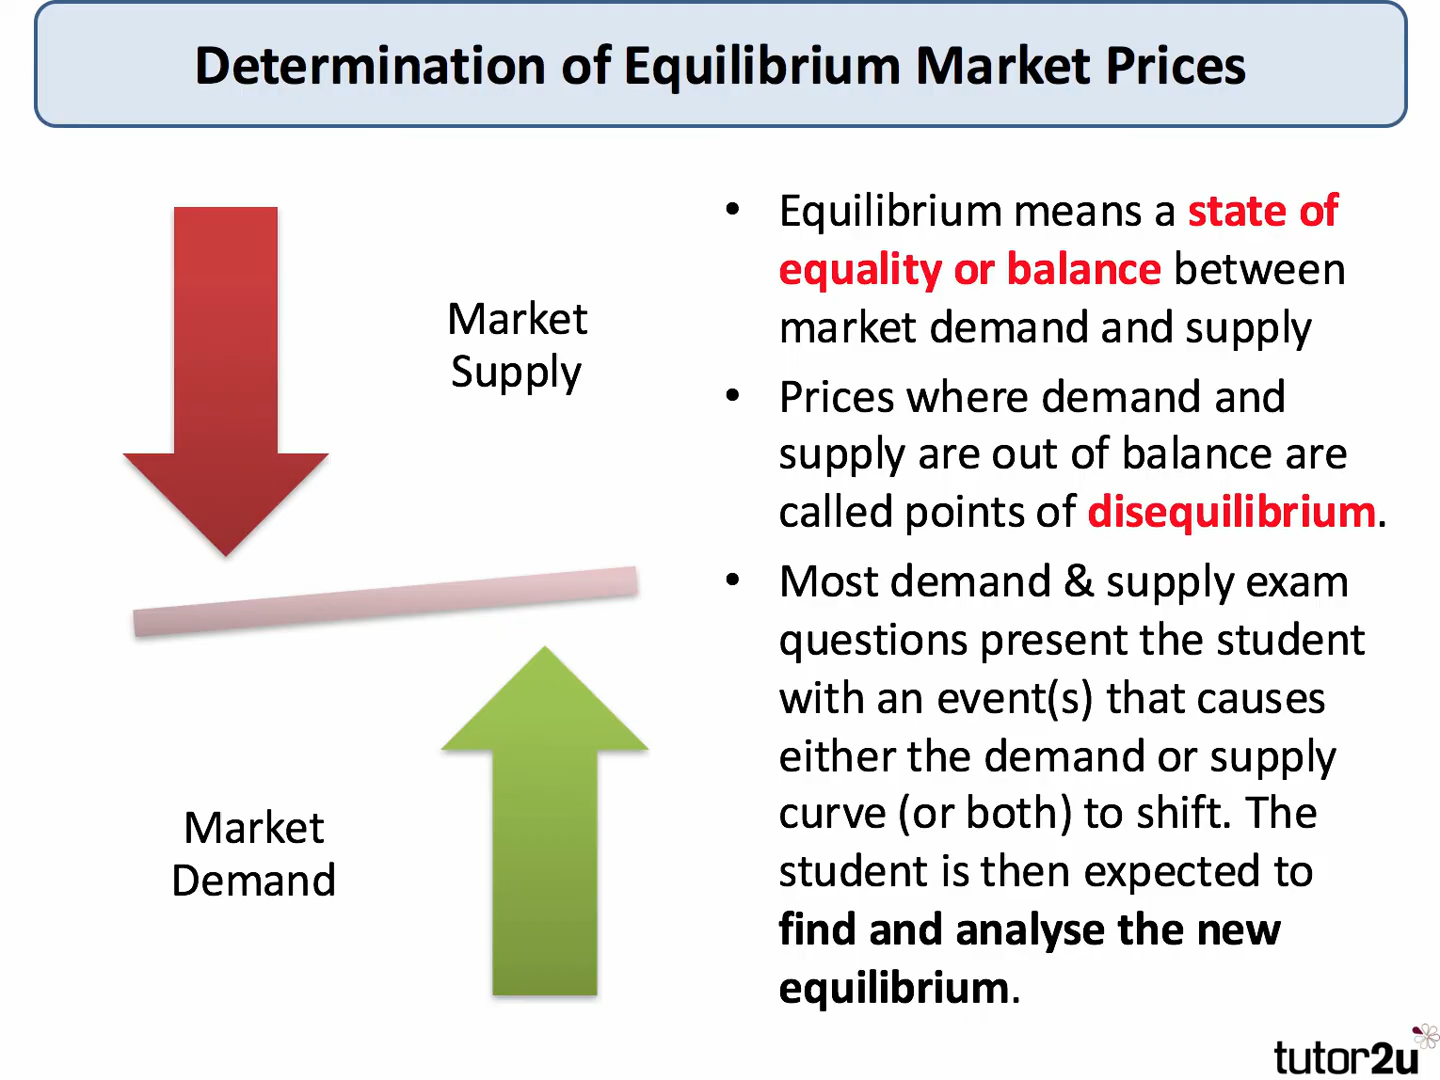 Determination of Equilibrium Market Prices
Market
Supply
Market
Demand
• Equilibrium means a state of
equality or balance between
market demand and supply
• Prices where demand and
supply are out of balance are
called points of disequilibrium.
• Most demand & supply exam
questions present the student
with an event(s) that causes
either the demand or supply
curve (or both) to shift. The
student is then expected to
find and analyse the new
equilibrium.
tutor2u